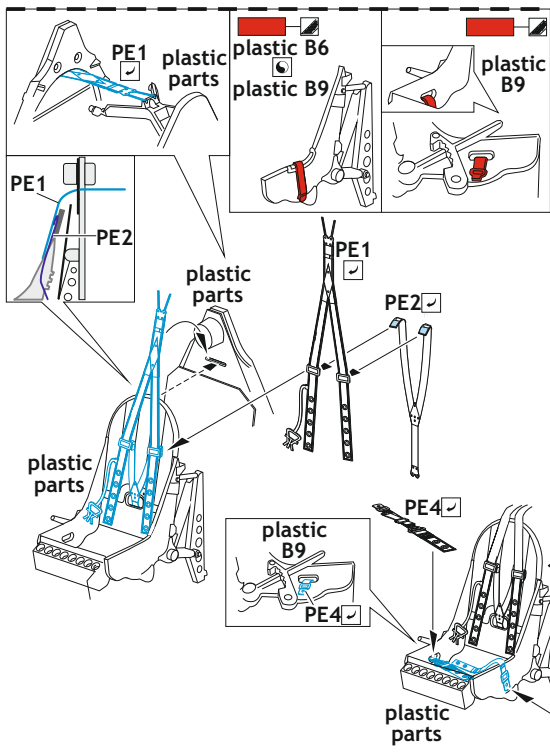 PE1
plastic
parts
plastic B6
plastic B9
plastic
B9
PE1
PE2
plastic
parts
PE1
PE2
plastic
parts
PE4
plastic
B9
PE4
plastic
parts